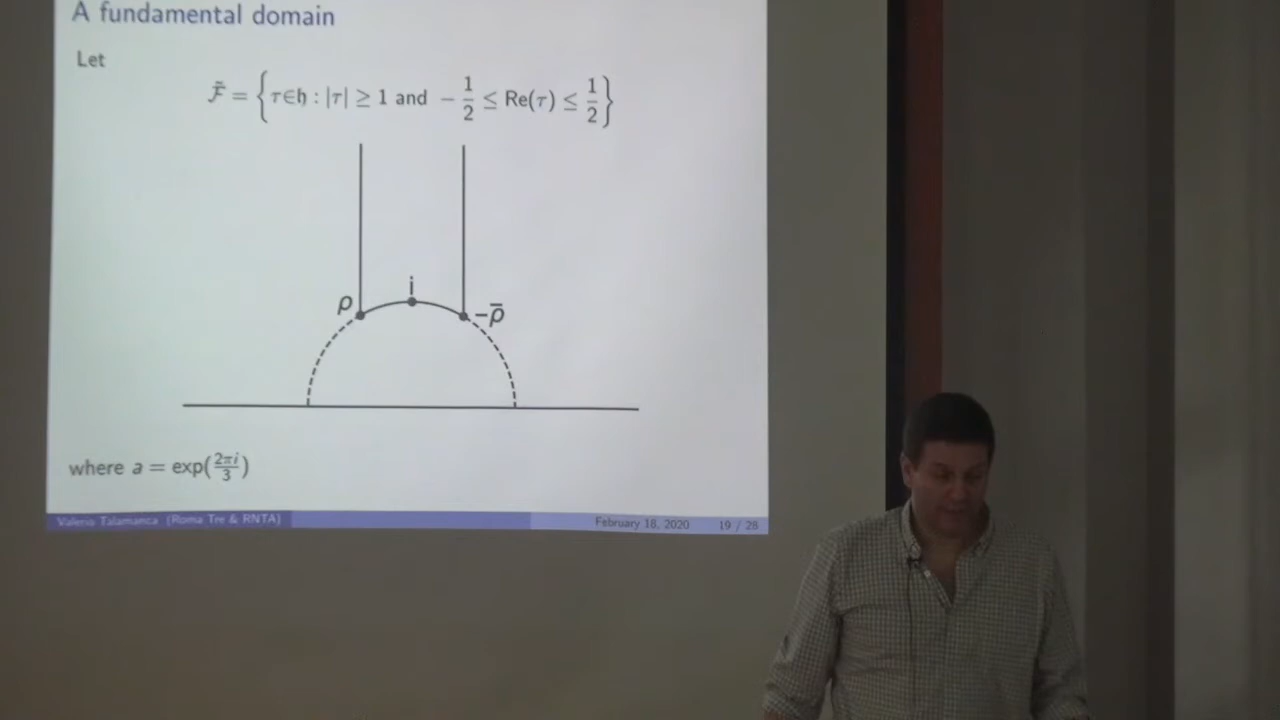 A fundamental domain
Let
𝓕̃ = { τ∈𝔥 : |τ| ≥ 1 and − 1/2 ≤ Re(τ) ≤ 1/2 }
i
ρ
−ρ̄
where a = exp(2πi/3)
Valerio Talamanca (Roma Tre & RNTA) February 18, 2020 19 / 28